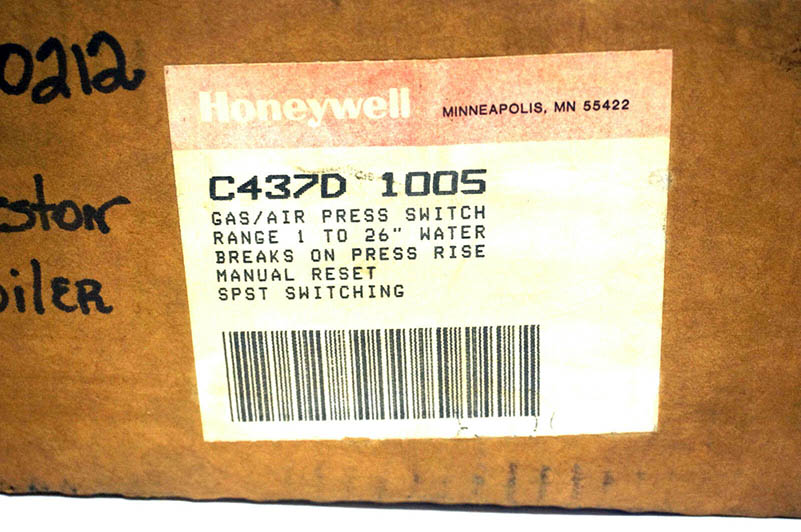 0212
Honeywell MINNEAPOLIS, MN 55422
C437D 1005
GAS/AIR PRESS SWITCH
RANGE 1 TO 26" WATER
BREAKS ON PRESS RISE
MANUAL RESET
SPST SWITCHING